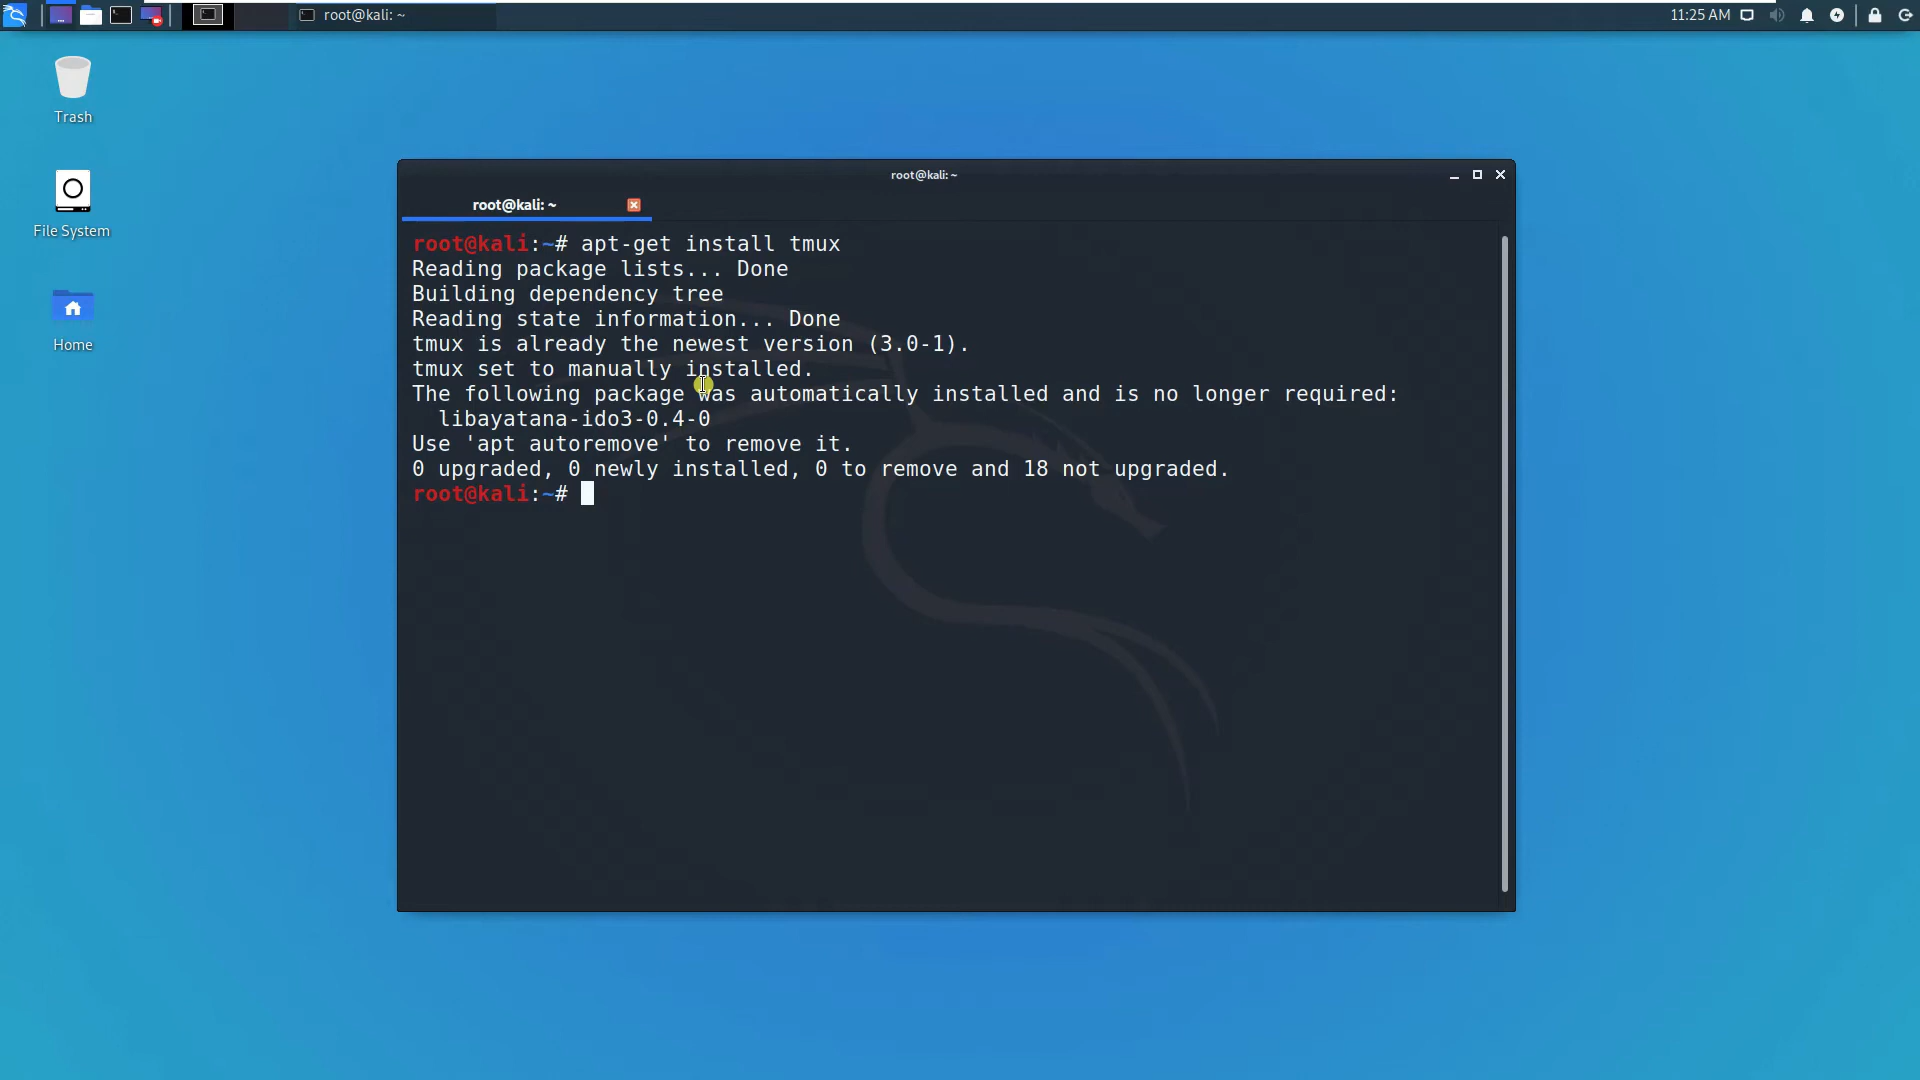 root@kali: ~
11:25 AM
Trash
File System
Home
root@kali: ~
root@kali: ~
root@kali:~# apt-get install tmux
Reading package lists... Done
Building dependency tree
Reading state information... Done
tmux is already the newest version (3.0-1).
tmux set to manually installed.
The following package was automatically installed and is no longer required:
  libayatana-ido3-0.4-0
Use 'apt autoremove' to remove it.
0 upgraded, 0 newly installed, 0 to remove and 18 not upgraded.
root@kali:~#